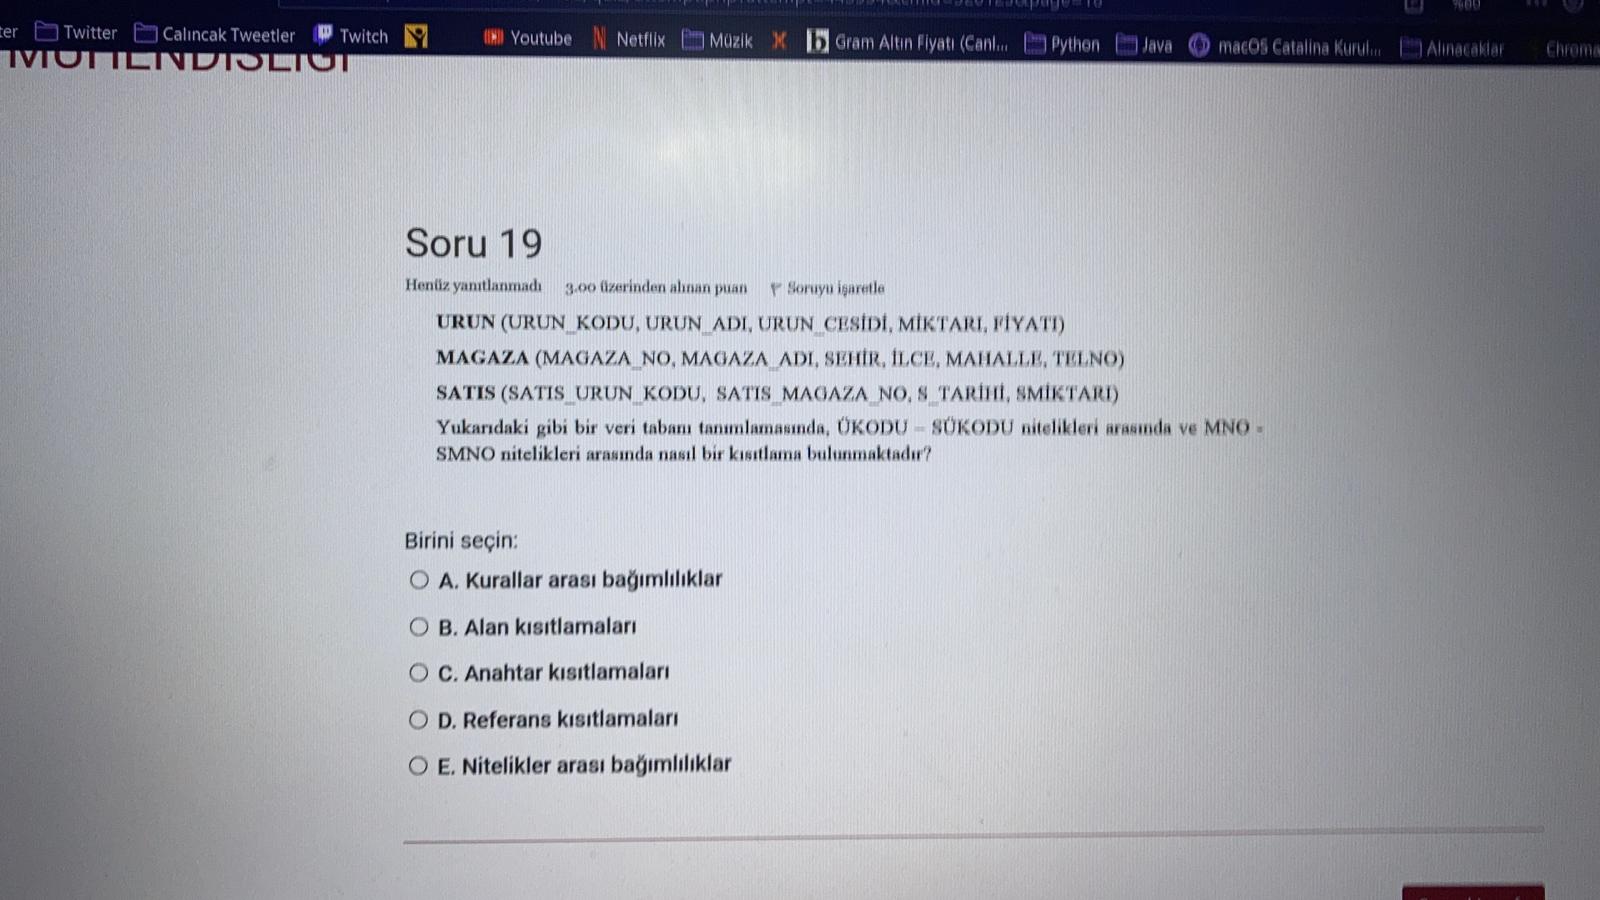 Twitter Calıncak Tweetler Twitch Youtube Netflix Müzik Gram Altın Fiyatı (Canl... Python Java macOS Catalina Kurul... Alınacaklar Chroma
MÜHENDİSLİĞİ
Soru 19
Henüz yanıtlanmadı 3.00 üzerinden alınan puan Soruyu işaretle
URUN (URUN_KODU, URUN_ADI, URUN_CESİDİ, MİKTARI, FİYATI)
MAGAZA (MAGAZA_NO, MAGAZA_ADI, SEHİR, İLCE, MAHALLE, TELNO)
SATIS (SATIS_URUN_KODU, SATIS_MAGAZA_NO, S_TARİHİ, SMİKTARI)
Yukarıdaki gibi bir veri tabanı tanımlamasında, ÜKODU – SÜKODU nitelikleri arasında ve MNO -
SMNO nitelikleri arasında nasıl bir kısıtlama bulunmaktadır?
Birini seçin:
A. Kurallar arası bağımlılıklar
B. Alan kısıtlamaları
C. Anahtar kısıtlamaları
D. Referans kısıtlamaları
E. Nitelikler arası bağımlılıklar